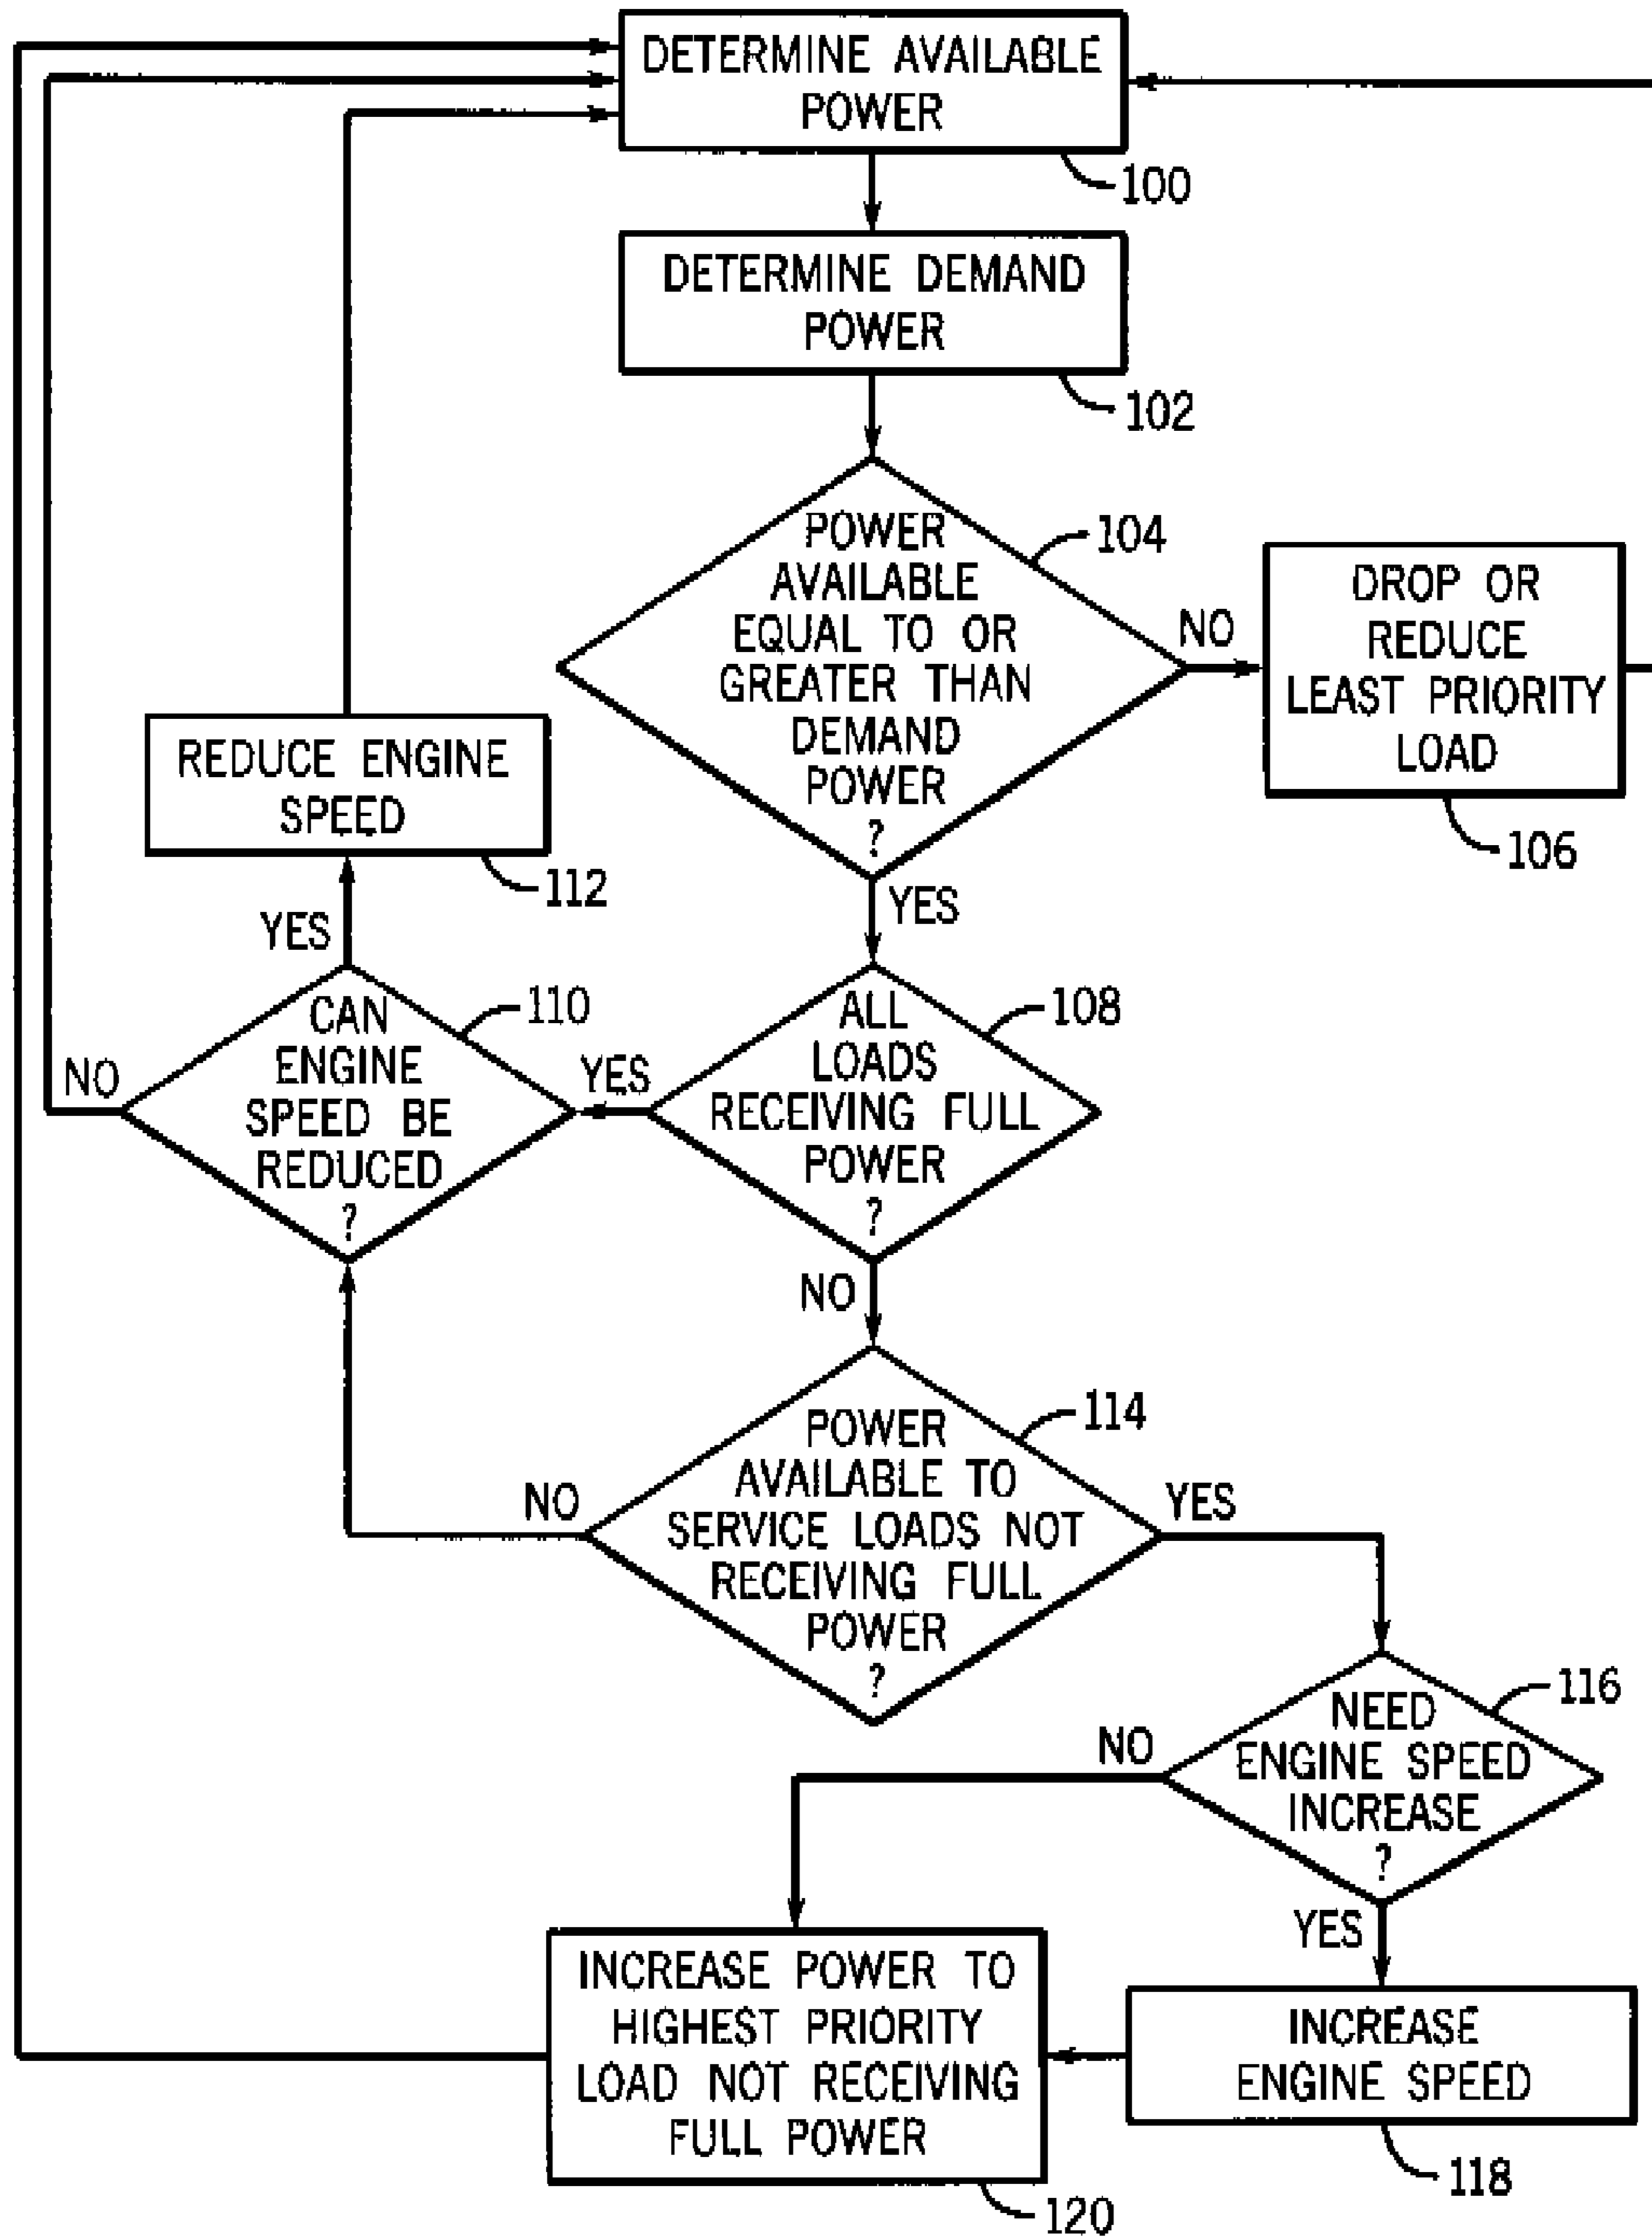 DETERMINE AVAILABLE
POWER
100
DETERMINE DEMAND
POWER
102
POWER
AVAILABLE
EQUAL TO OR
GREATER THAN
DEMAND
POWER
?
104
NO
DROP OR
REDUCE
LEAST PRIORITY
LOAD
106
YES
REDUCE ENGINE
SPEED
112
YES
CAN
ENGINE
SPEED BE
REDUCED
?
110
NO
YES
ALL
LOADS
RECEIVING FULL
POWER
?
108
NO
POWER
AVAILABLE TO
SERVICE LOADS NOT
RECEIVING FULL
POWER
?
114
NO
YES
NEED
ENGINE SPEED
INCREASE
?
116
NO
YES
INCREASE POWER TO
HIGHEST PRIORITY
LOAD NOT RECEIVING
FULL POWER
120
INCREASE
ENGINE SPEED
118